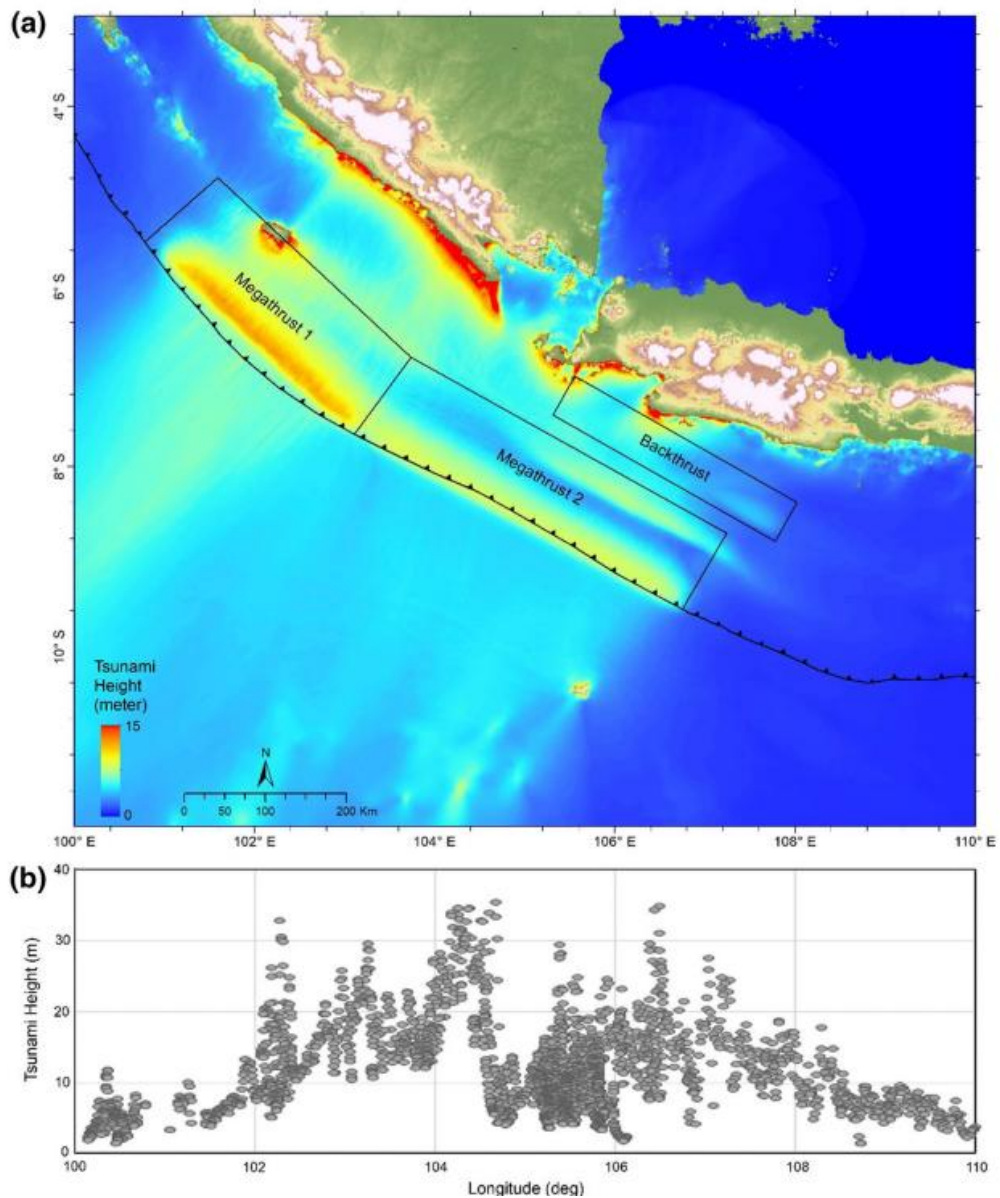 (a)
4° S
6° S
8° S
10° S
Megathrust 1
Megathrust 2
Backthrust
Tsunami
Height
(meter)
15
0
N
0 50 100 200 Km
100° E 102° E 104° E 106° E 108° E 110° E
(b)
Tsunami Height (m)
40
30
20
10
0
100 102 104 106 108 110
Longitude (deg)